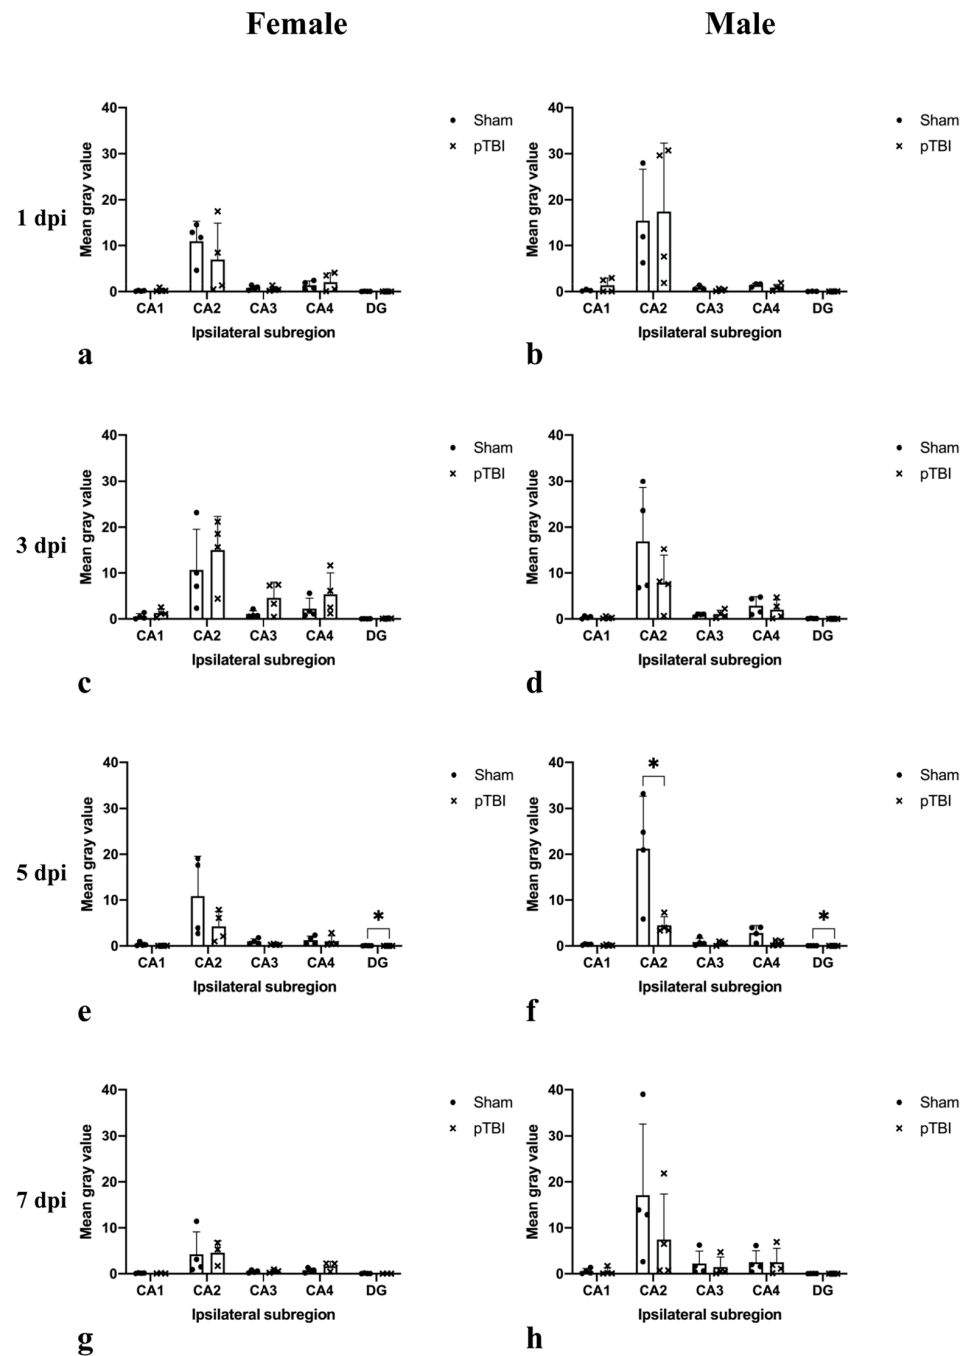 Female
Male
1 dpi
Mean gray value
40
30
20
10
0
CA1 CA2 CA3 CA4 DG
Ipsilateral subregion
Sham
pTBI
a
Mean gray value
40
30
20
10
0
CA1 CA2 CA3 CA4 DG
Ipsilateral subregion
Sham
pTBI
b
3 dpi
Mean gray value
40
30
20
10
0
CA1 CA2 CA3 CA4 DG
Ipsilateral subregion
Sham
pTBI
c
Mean gray value
40
30
20
10
0
CA1 CA2 CA3 CA4 DG
Ipsilateral subregion
Sham
pTBI
d
5 dpi
Mean gray value
40
30
20
10
0
*
CA1 CA2 CA3 CA4 DG
Ipsilateral subregion
Sham
pTBI
e
Mean gray value
40
30
20
10
0
*
*
CA1 CA2 CA3 CA4 DG
Ipsilateral subregion
Sham
pTBI
f
7 dpi
Mean gray value
40
30
20
10
0
CA1 CA2 CA3 CA4 DG
Ipsilateral subregion
Sham
pTBI
g
Mean gray value
40
30
20
10
0
CA1 CA2 CA3 CA4 DG
Ipsilateral subregion
Sham
pTBI
h